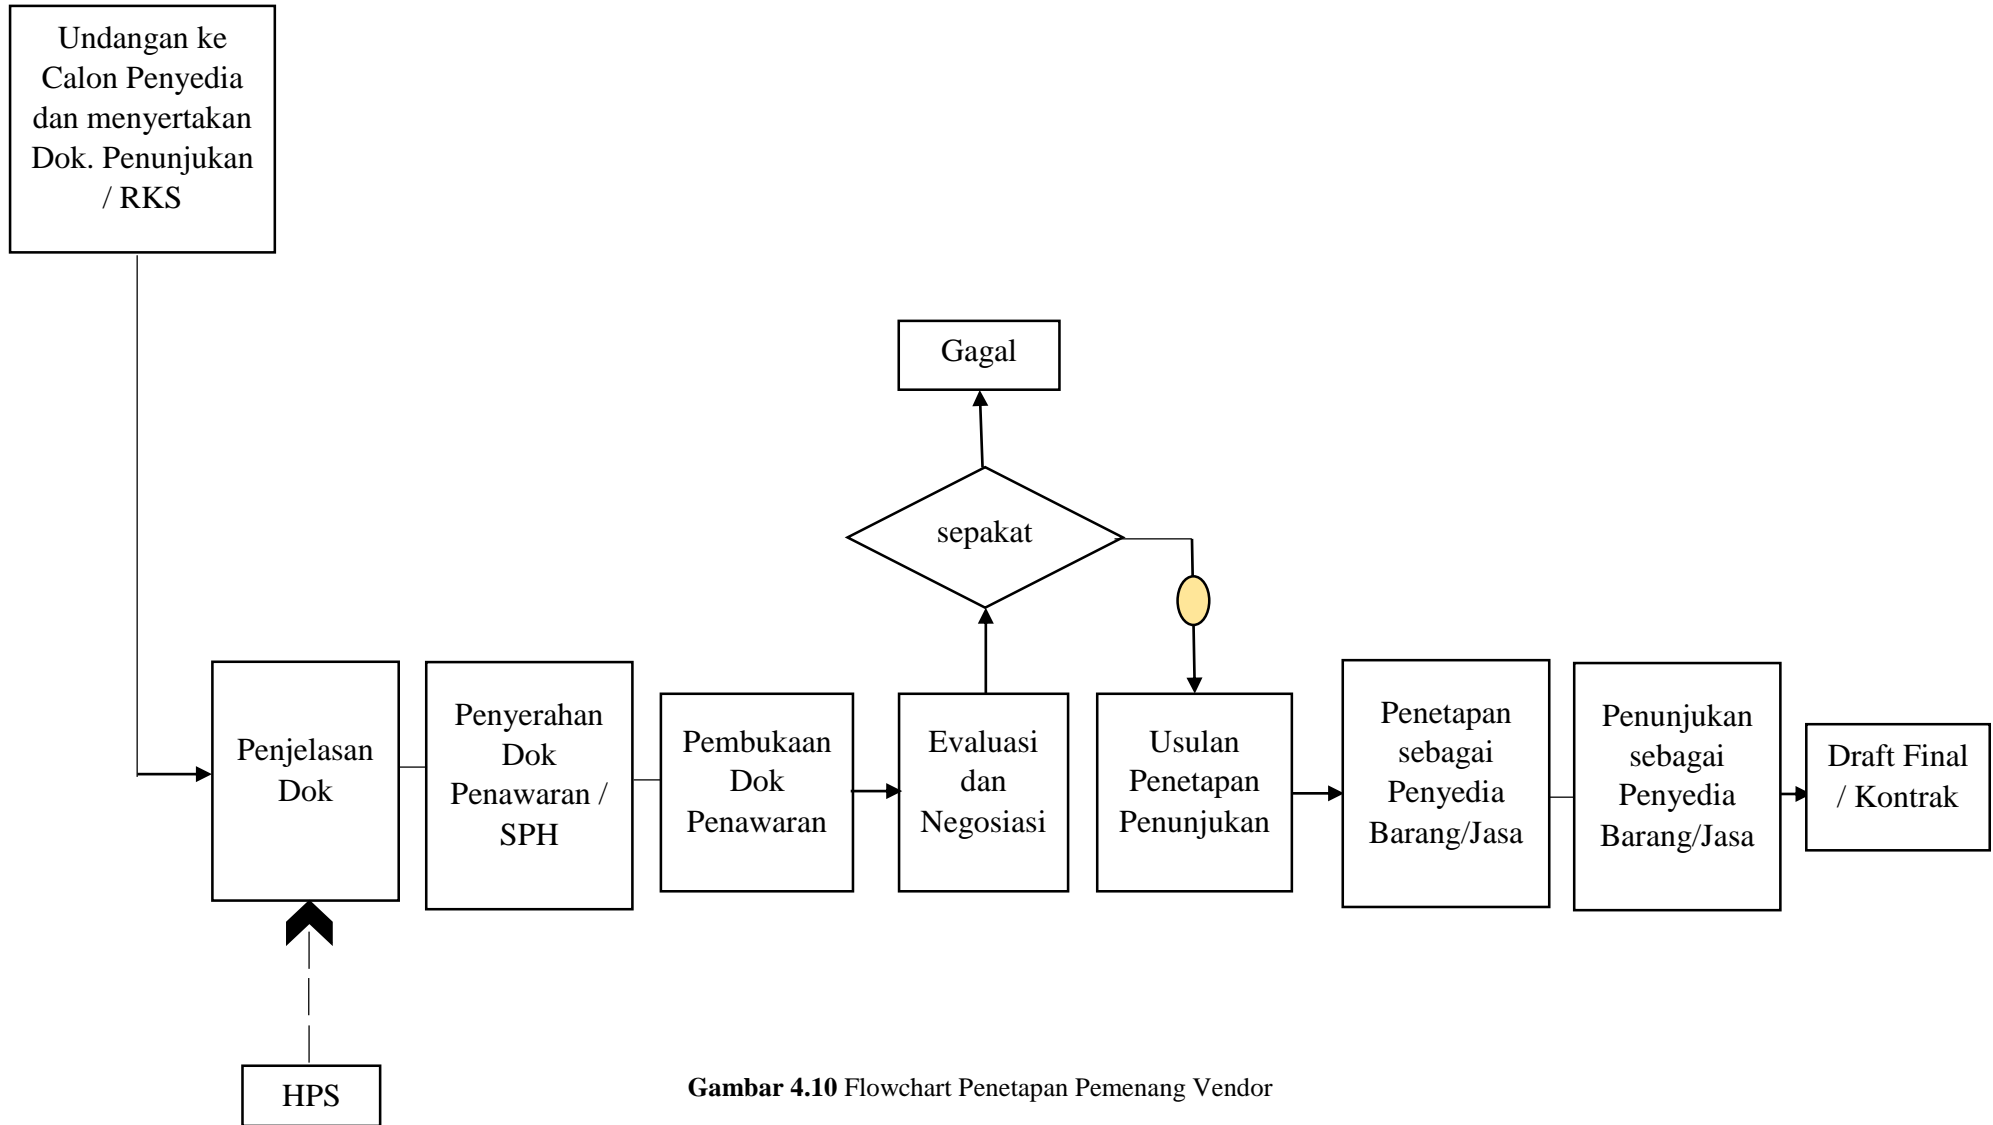 Undangan ke
Calon Penyedia
dan menyertakan
Dok. Penunjukan
/ RKS
Gagal
sepakat
Penjelasan
Dok
Penyerahan
Dok
Penawaran /
SPH
Pembukaan
Dok
Penawaran
Evaluasi
dan
Negosiasi
Usulan
Penetapan
Penunjukan
Penetapan
sebagai
Penyedia
Barang/Jasa
Penunjukan
sebagai
Penyedia
Barang/Jasa
Draft Final
/ Kontrak
HPS
Gambar 4.10 Flowchart Penetapan Pemenang Vendor